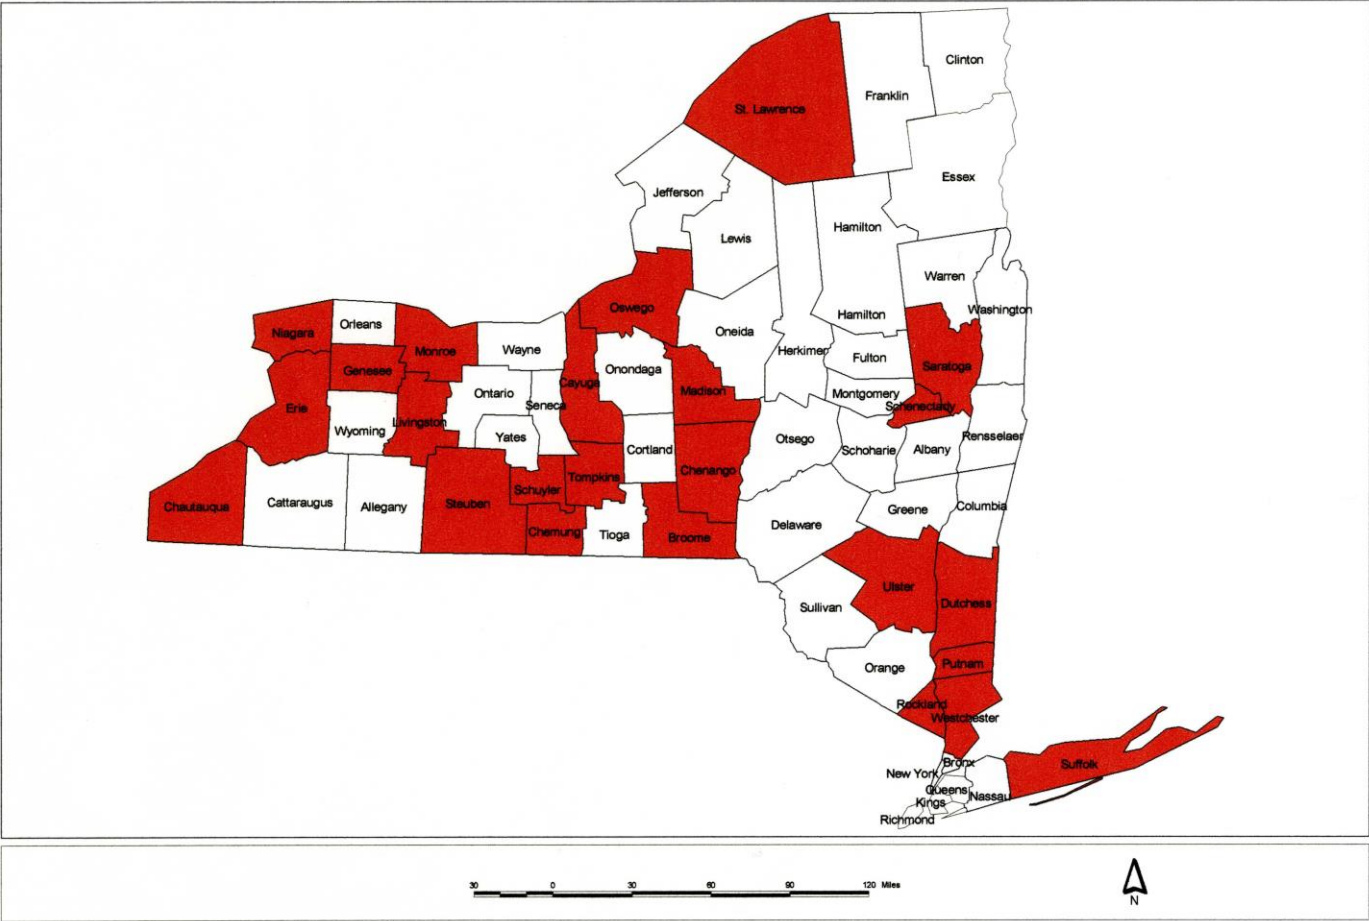 Clinton
Franklin
St. Lawrence
Essex
Jefferson
Hamilton
Lewis
Warren
Oswego
Washington
Hamilton
Orleans
Niagara
Oneida
Wayne
Monroe
Herkimer
Fulton
Saratoga
Genesee
Onondaga
Cayuga
Madison
Ontario
Montgomery
Seneca
Schenectady
Erie
Livingston
Wyoming
Yates
Rensselaer
Otsego
Cortland
Schoharie
Albany
Chenango
Tompkins
Schuyler
Cattaraugus
Steuben
Chautauqua
Allegany
Columbia
Greene
Delaware
Chemung
Tioga
Broome
Ulster
Dutchess
Sullivan
Putnam
Orange
Rockland
Westchester
Bronx
Suffolk
New York
Queens
Nassau
Kings
Richmond
30 0 30 60 90 120 Miles
N